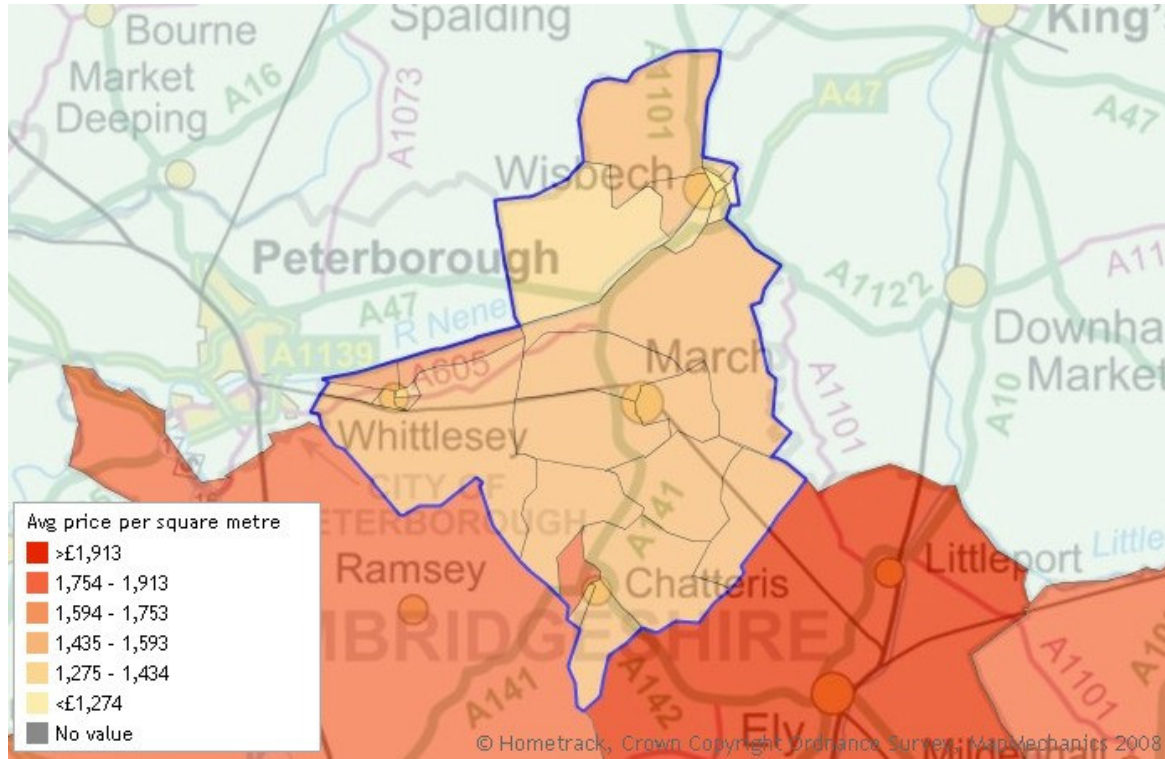 Spalding
King'
Bourne
Market
Deeping
A16
A1073
A1101
A47
A47
Wisbech
Peterborough
A47
R Nene
A1139
A605
A1122
A11
Downha
Market
March
A10
A1101
Whittlesey
CITY OF
ETERBOROUGH
A141
Ramsey
Chatteris
Littleport
Little
MBRIDGESHIRE
A141
A142
Ely
A1101
Mildenhall
Avg price per square metre
>£1,913
1,754 - 1,913
1,594 - 1,753
1,435 - 1,593
1,275 - 1,434
<£1,274
No value
© Hometrack, Crown Copyright Ordnance Survey, MapMechanics 2008